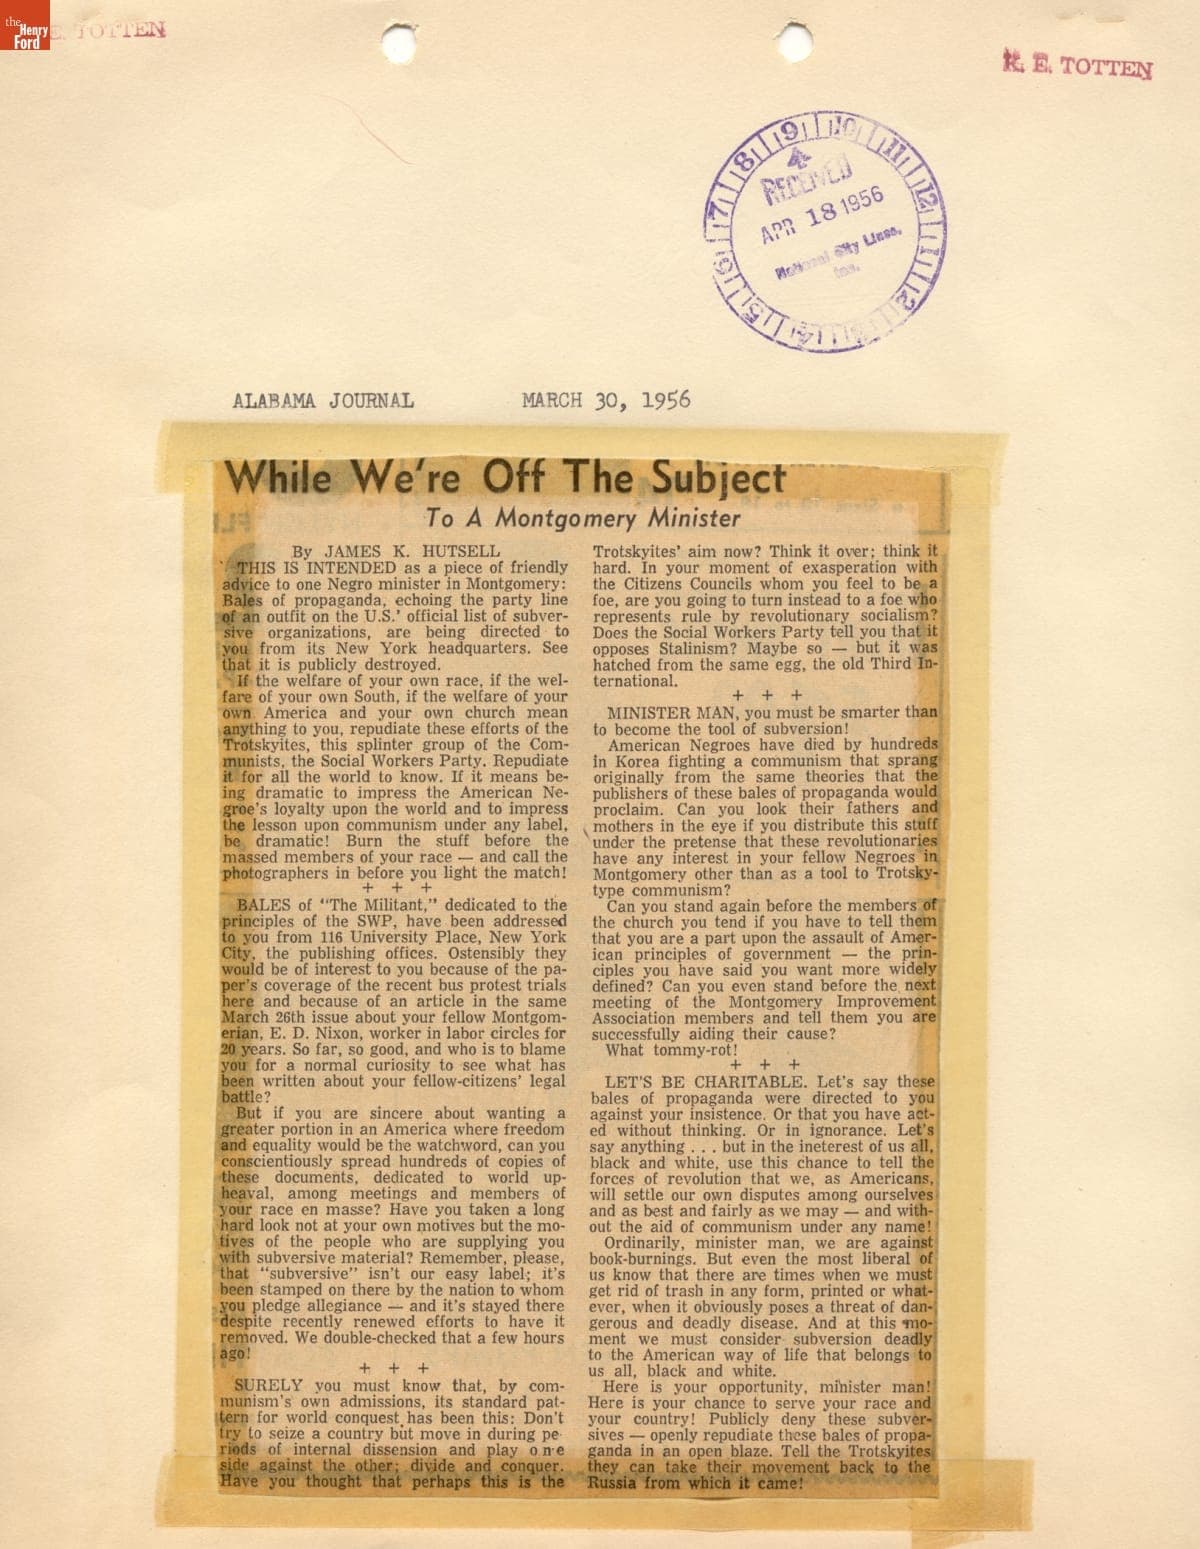 the
Henry
Ford
E. TOTTEN
R. E. TOTTEN
9 10 11 12 1 2 3 4 5 6 7 8
RECEIVED
APR 18 1956
National City Lines,
Inc.
ALABAMA JOURNAL MARCH 30, 1956
While We're Off The Subject
To A Montgomery Minister
By JAMES K. HUTSELL
THIS IS INTENDED as a piece of friendly
advice to one Negro minister in Montgomery:
Bales of propaganda, echoing the party line
of an outfit on the U.S.' official list of subver-
sive organizations, are being directed to
you from its New York headquarters. See
that it is publicly destroyed.
If the welfare of your own race, if the wel-
fare of your own South, if the welfare of your
own America and your own church mean
anything to you, repudiate these efforts of the
Trotskyites, this splinter group of the Com-
munists, the Social Workers Party. Repudiate
it for all the world to know. If it means be-
ing dramatic to impress the American Ne-
groe's loyalty upon the world and to impress
the lesson upon communism under any label,
be dramatic! Burn the stuff before the
massed members of your race — and call the
photographers in before you light the match!
+ + +
BALES of "The Militant," dedicated to the
principles of the SWP, have been addressed
to you from 116 University Place, New York
City, the publishing offices. Ostensibly they
would be of interest to you because of the pa-
per's coverage of the recent bus protest trials
here and because of an article in the same
March 26th issue about your fellow Montgom-
erian, E. D. Nixon, worker in labor circles for
20 years. So far, so good, and who is to blame
you for a normal curiosity to see what has
been written about your fellow-citizens' legal
battle?
But if you are sincere about wanting a
greater portion in an America where freedom
and equality would be the watchword, can you
conscientiously spread hundreds of copies of
these documents, dedicated to world up-
heaval, among meetings and members of
your race en masse? Have you taken a long
hard look not at your own motives but the mo-
tives of the people who are supplying you
with subversive material? Remember, please,
that "subversive" isn't our easy label; it's
been stamped on there by the nation to whom
you pledge allegiance — and it's stayed there
despite recently renewed efforts to have it
removed. We double-checked that a few hours
ago!
+ + +
SURELY you must know that, by com-
munism's own admissions, its standard pat-
tern for world conquest has been this: Don't
try to seize a country but move in during pe-
riods of internal dissension and play one
side against the other; divide and conquer.
Have you thought that perhaps this is the
Trotskyites' aim now? Think it over; think it
hard. In your moment of exasperation with
the Citizens Councils whom you feel to be a
foe, are you going to turn instead to a foe who
represents rule by revolutionary socialism?
Does the Social Workers Party tell you that it
opposes Stalinism? Maybe so — but it was
hatched from the same egg, the old Third In-
ternational.
+ + +
MINISTER MAN, you must be smarter than
to become the tool of subversion!
American Negroes have died by hundreds
in Korea fighting a communism that sprang
originally from the same theories that the
publishers of these bales of propaganda would
proclaim. Can you look their fathers and
mothers in the eye if you distribute this stuff
under the pretense that these revolutionaries
have any interest in your fellow Negroes in
Montgomery other than as a tool to Trotsky-
type communism?
Can you stand again before the members of
the church you tend if you have to tell them
that you are a part upon the assault of Amer-
ican principles of government — the prin-
ciples you have said you want more widely
defined? Can you even stand before the next
meeting of the Montgomery Improvement
Association members and tell them you are
successfully aiding their cause?
What tommy-rot!
+ + +
LET'S BE CHARITABLE. Let's say these
bales of propaganda were directed to you
against your insistence. Or that you have act-
ed without thinking. Or in ignorance. Let's
say anything . . . but in the ineterest of us all,
black and white, use this chance to tell the
forces of revolution that we, as Americans,
will settle our own disputes among ourselves
and as best and fairly as we may — and with-
out the aid of communism under any name!
Ordinarily, minister man, we are against
book-burnings. But even the most liberal of
us know that there are times when we must
get rid of trash in any form, printed or what-
ever, when it obviously poses a threat of dan-
gerous and deadly disease. And at this mo-
ment we must consider subversion deadly
to the American way of life that belongs to
us all, black and white.
Here is your opportunity, minister man!
Here is your chance to serve your race and
your country! Publicly deny these subver-
sives — openly repudiate these bales of propa-
ganda in an open blaze. Tell the Trotskyites
they can take their movement back to the
Russia from which it came!